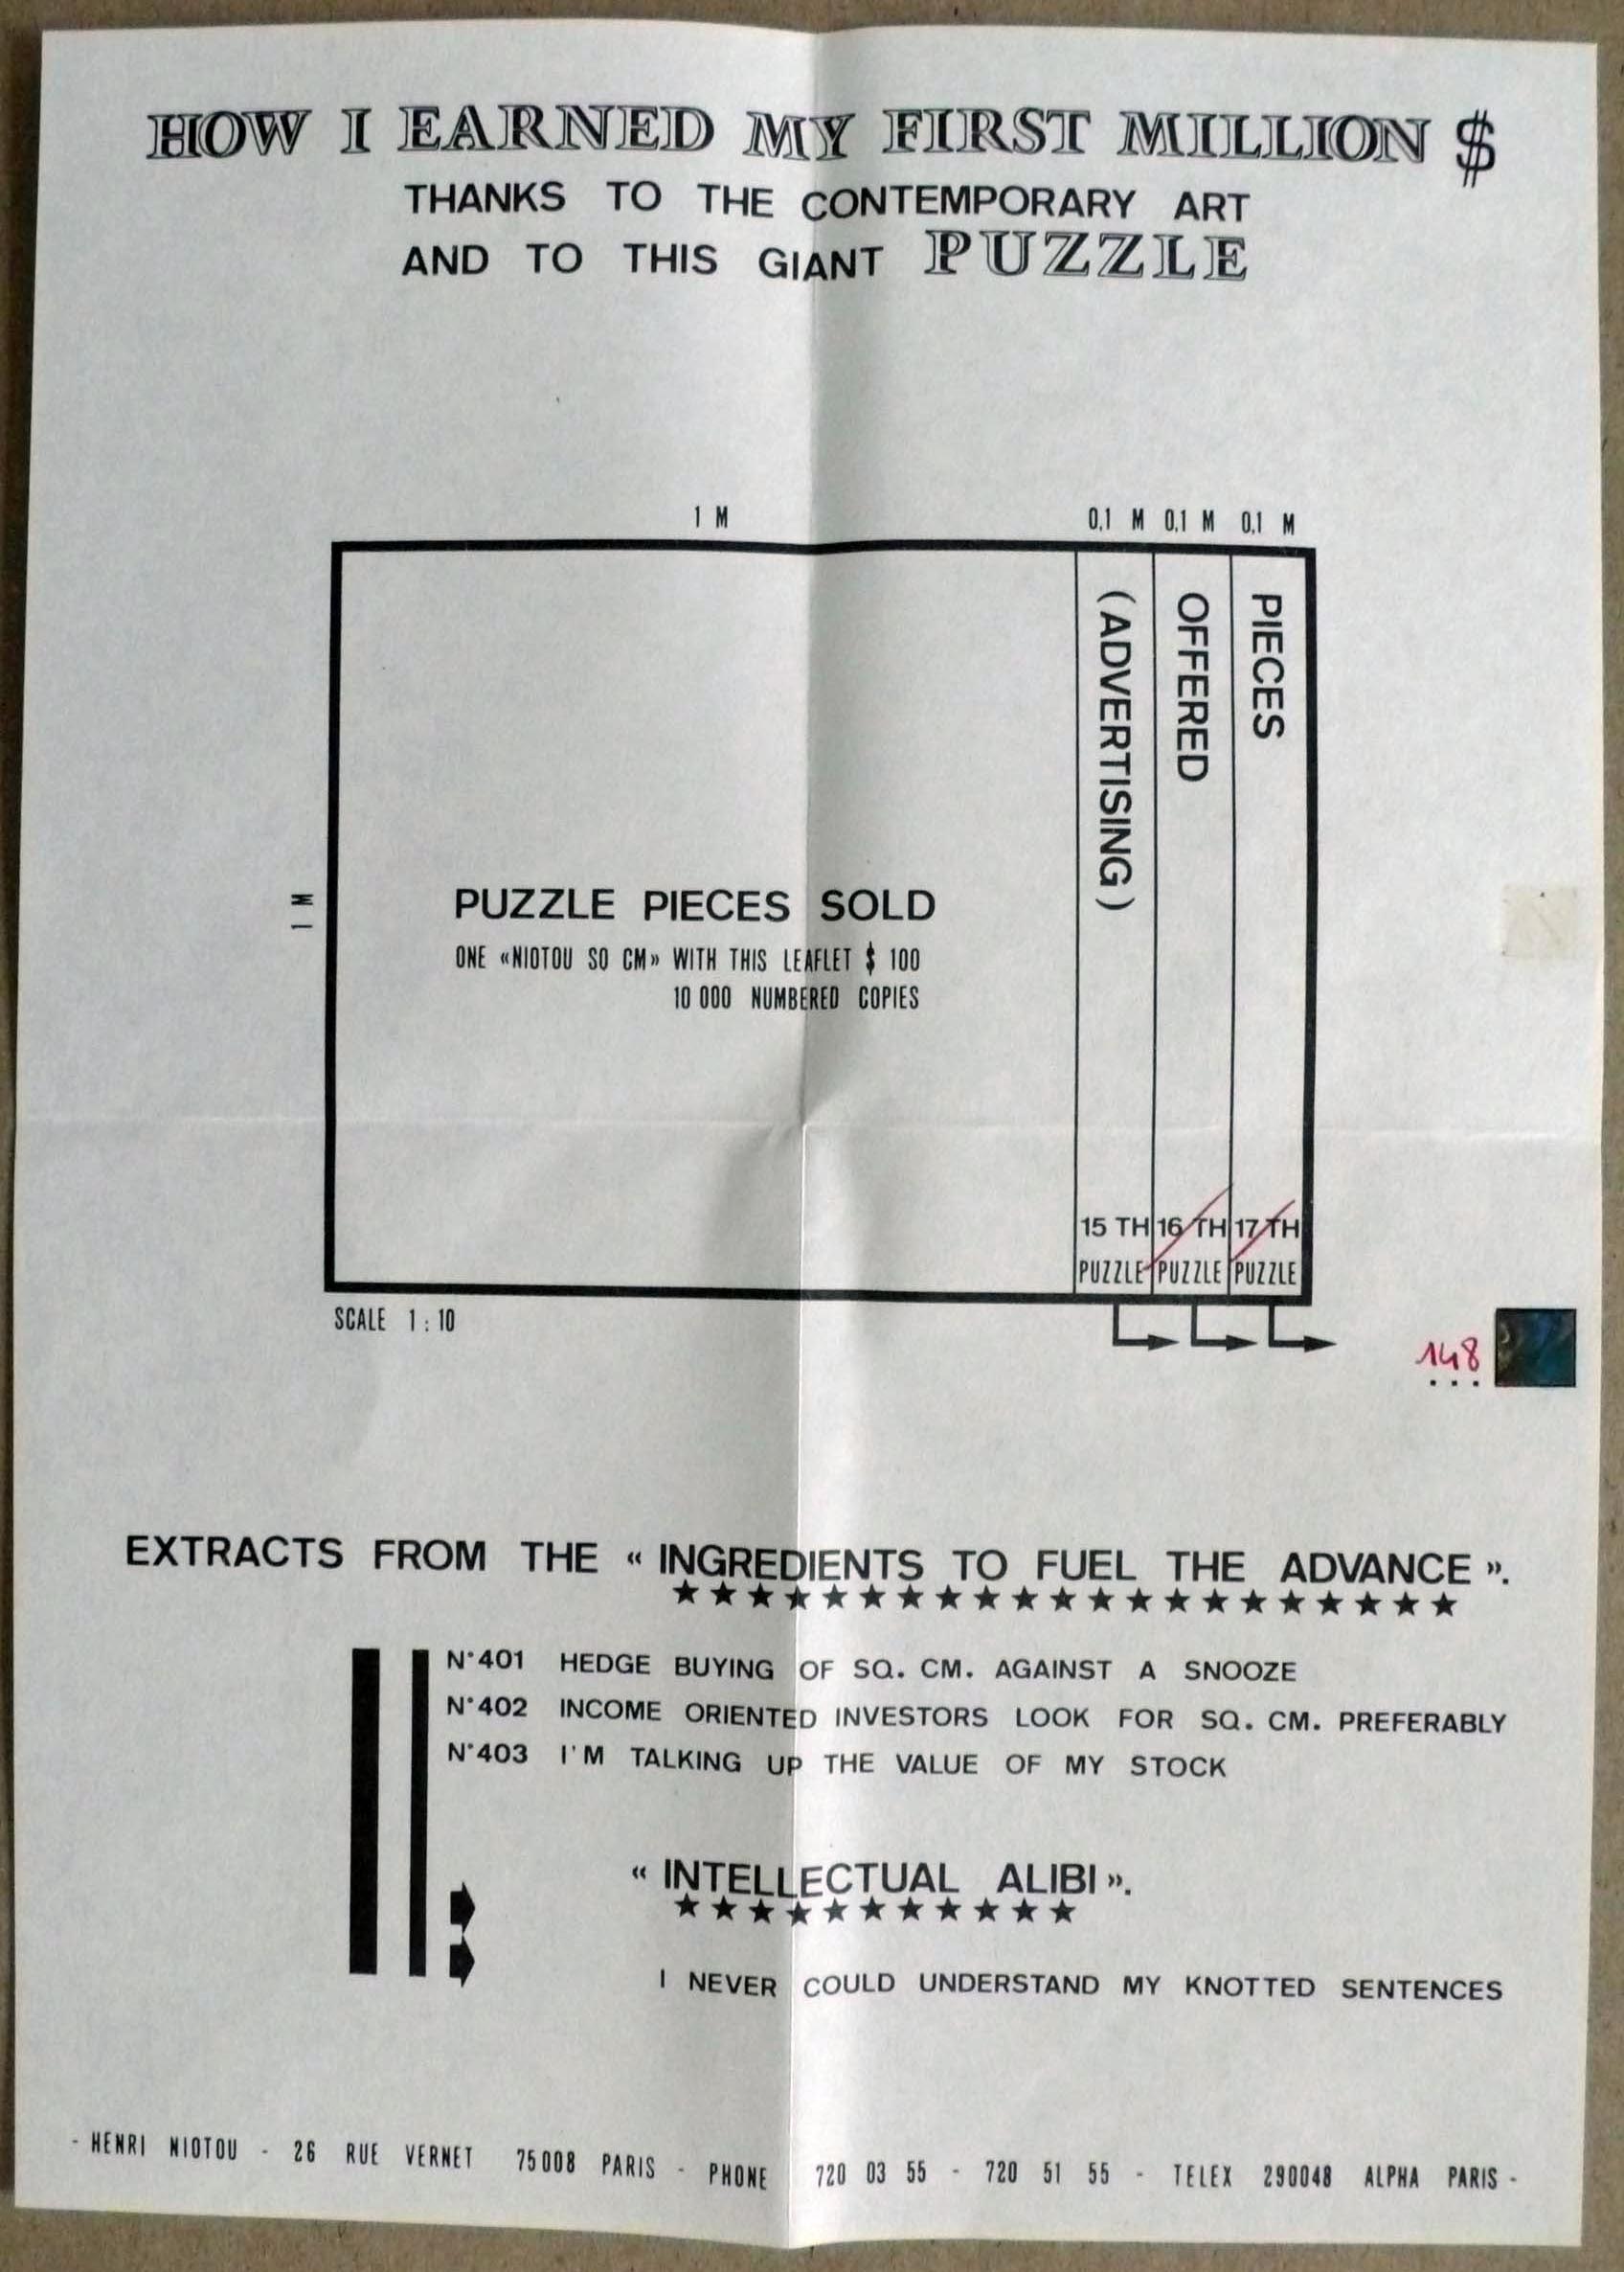 HOW I EARNED MY FIRST MILLION $
THANKS TO THE CONTEMPORARY ART
AND TO THIS GIANT PUZZLE
1 M
0,1 M 0,1 M 0,1 M
(ADVERTISING)
OFFERED
PIECES
1 M
PUZZLE PIECES SOLD
ONE «NIOTOU SQ CM» WITH THIS LEAFLET $ 100
10 000 NUMBERED COPIES
15 TH 16 TH 17 TH
PUZZLE PUZZLE PUZZLE
SCALE 1 : 10
148
...
EXTRACTS FROM THE « INGREDIENTS TO FUEL THE ADVANCE ».
★★★★★★★★★★★★★★★★★★★★★
N°401 HEDGE BUYING OF SQ. CM. AGAINST A SNOOZE
N°402 INCOME ORIENTED INVESTORS LOOK FOR SQ. CM. PREFERABLY
N°403 I'M TALKING UP THE VALUE OF MY STOCK
« INTELLECTUAL ALIBI ».
★★★★★★★★★★★
I NEVER COULD UNDERSTAND MY KNOTTED SENTENCES
- HENRI NIOTOU - 26 RUE VERNET 75008 PARIS - PHONE 720 03 55 - 720 51 55 - TELEX 290048 ALPHA PARIS -